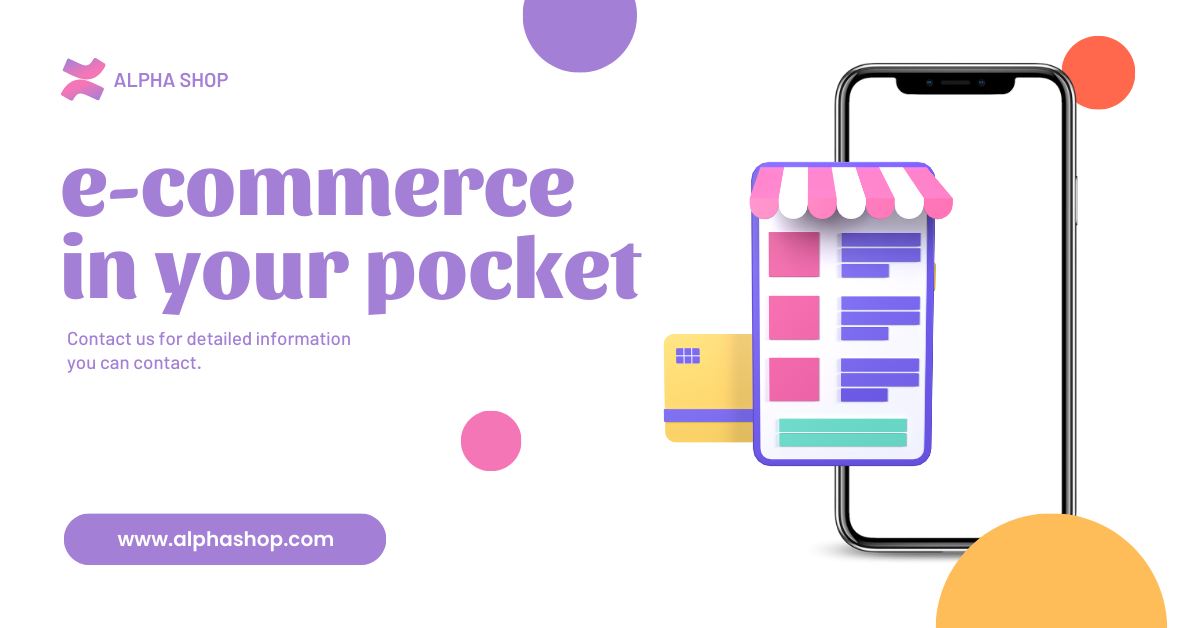 ALPHA SHOP
e-commerce
in your pocket
Contact us for detailed information
you can contact.
www.alphashop.com